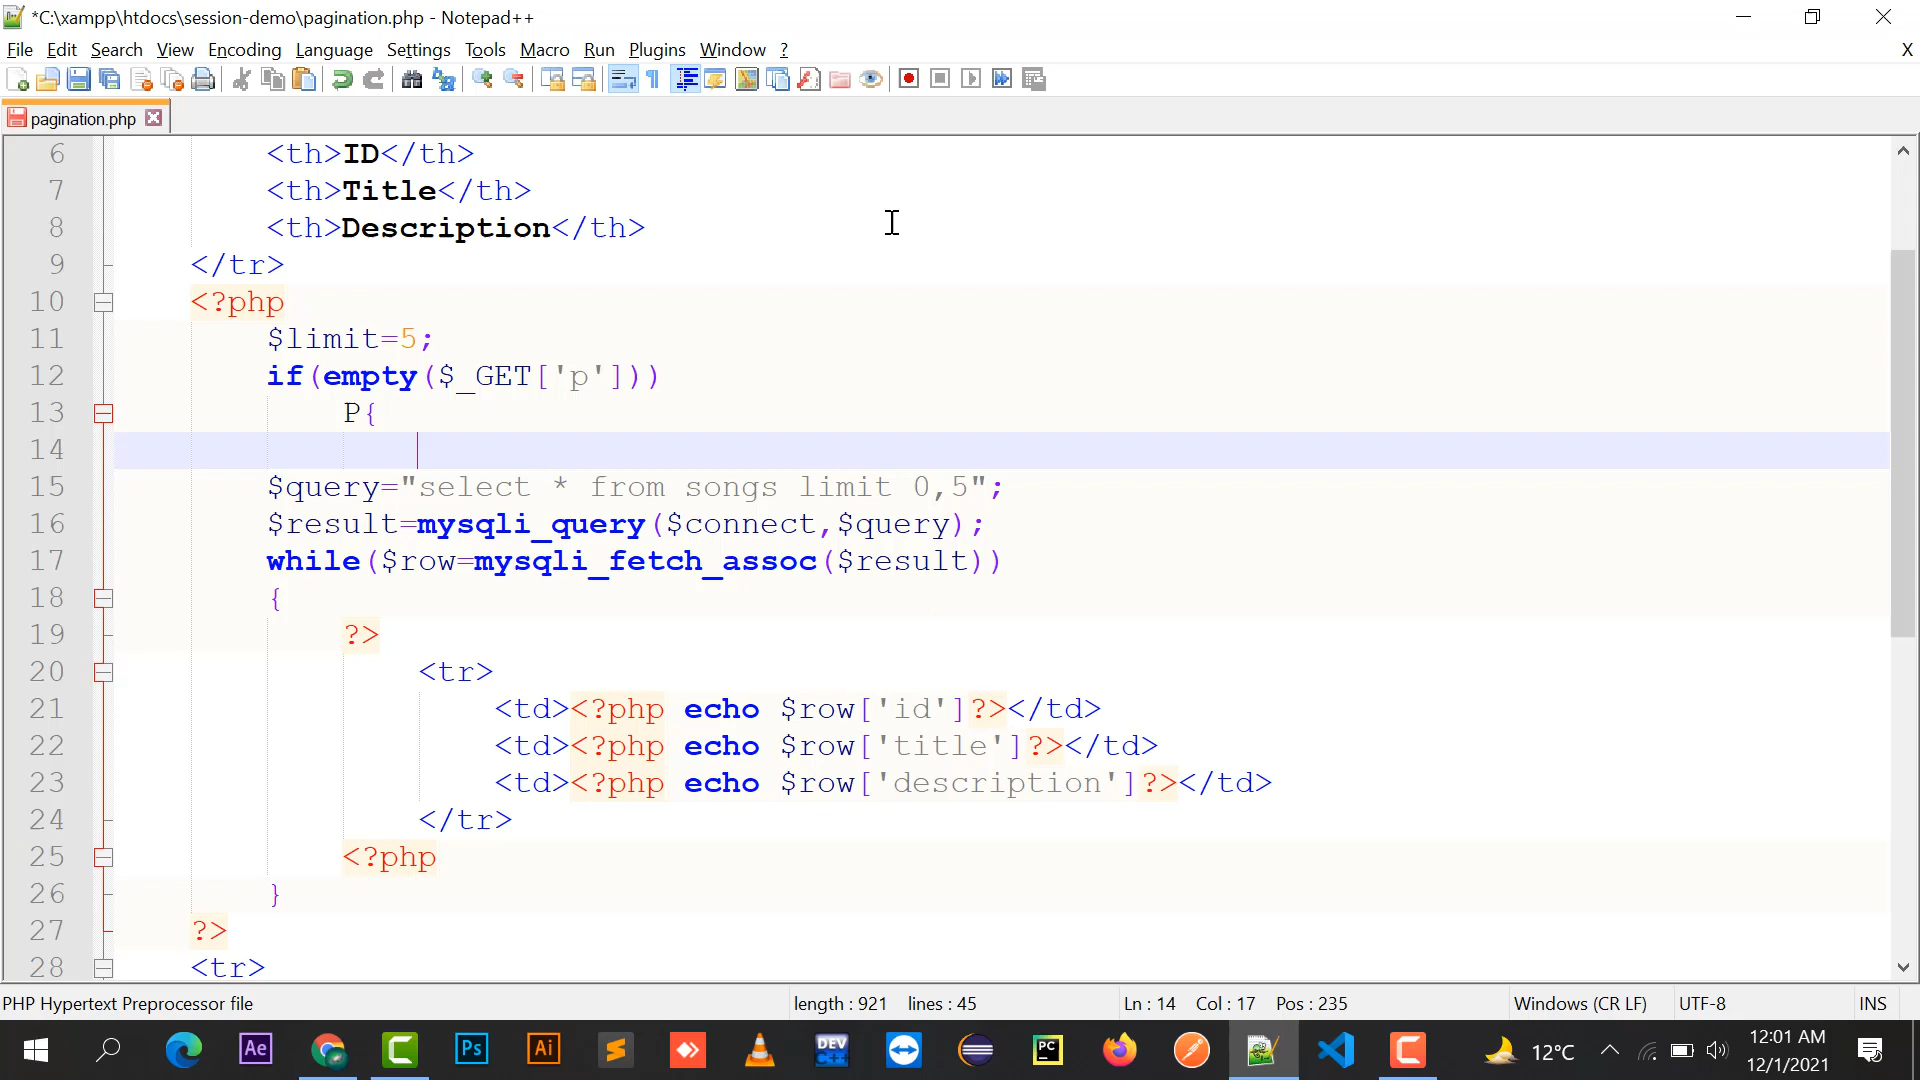 *C:\xampp\htdocs\session-demo\pagination.php - Notepad++
File Edit Search View Encoding Language Settings Tools Macro Run Plugins Window ? X
pagination.php
6 <th>ID</th>
7 <th>Title</th>
8 <th>Description</th>
9 </tr>
10 <?php
11 $limit=5;
12 if(empty($_GET['p']))
13 P{
14
15 $query="select * from songs limit 0,5";
16 $result=mysqli_query($connect,$query);
17 while($row=mysqli_fetch_assoc($result))
18 {
19 ?>
20 <tr>
21 <td><?php echo $row['id']?></td>
22 <td><?php echo $row['title']?></td>
23 <td><?php echo $row['description']?></td>
24 </tr>
25 <?php
26 }
27 ?>
28 <tr>
PHP Hypertext Preprocessor file length : 921 lines : 45 Ln : 14 Col : 17 Pos : 235 Windows (CR LF) UTF-8 INS
Ae Ps Ai DEV C++ PC
12°C
12:01 AM
12/1/2021